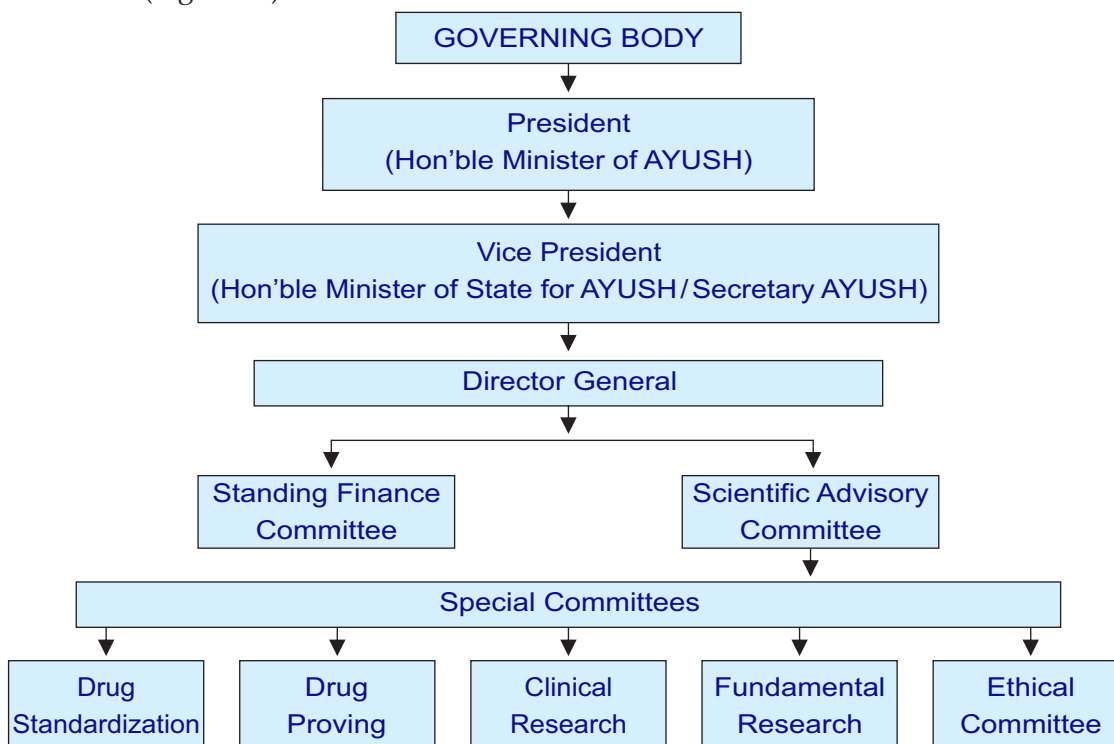 GOVERNING BODY
President
(Hon'ble Minister of AYUSH)
Vice President
(Hon'ble Minister of State for AYUSH/Secretary AYUSH)
Director General
Standing Finance
Committee
Scientific Advisory
Committee
Special Committees
Drug
Standardization
Drug
Proving
Clinical
Research
Fundamental
Research
Ethical
Committee